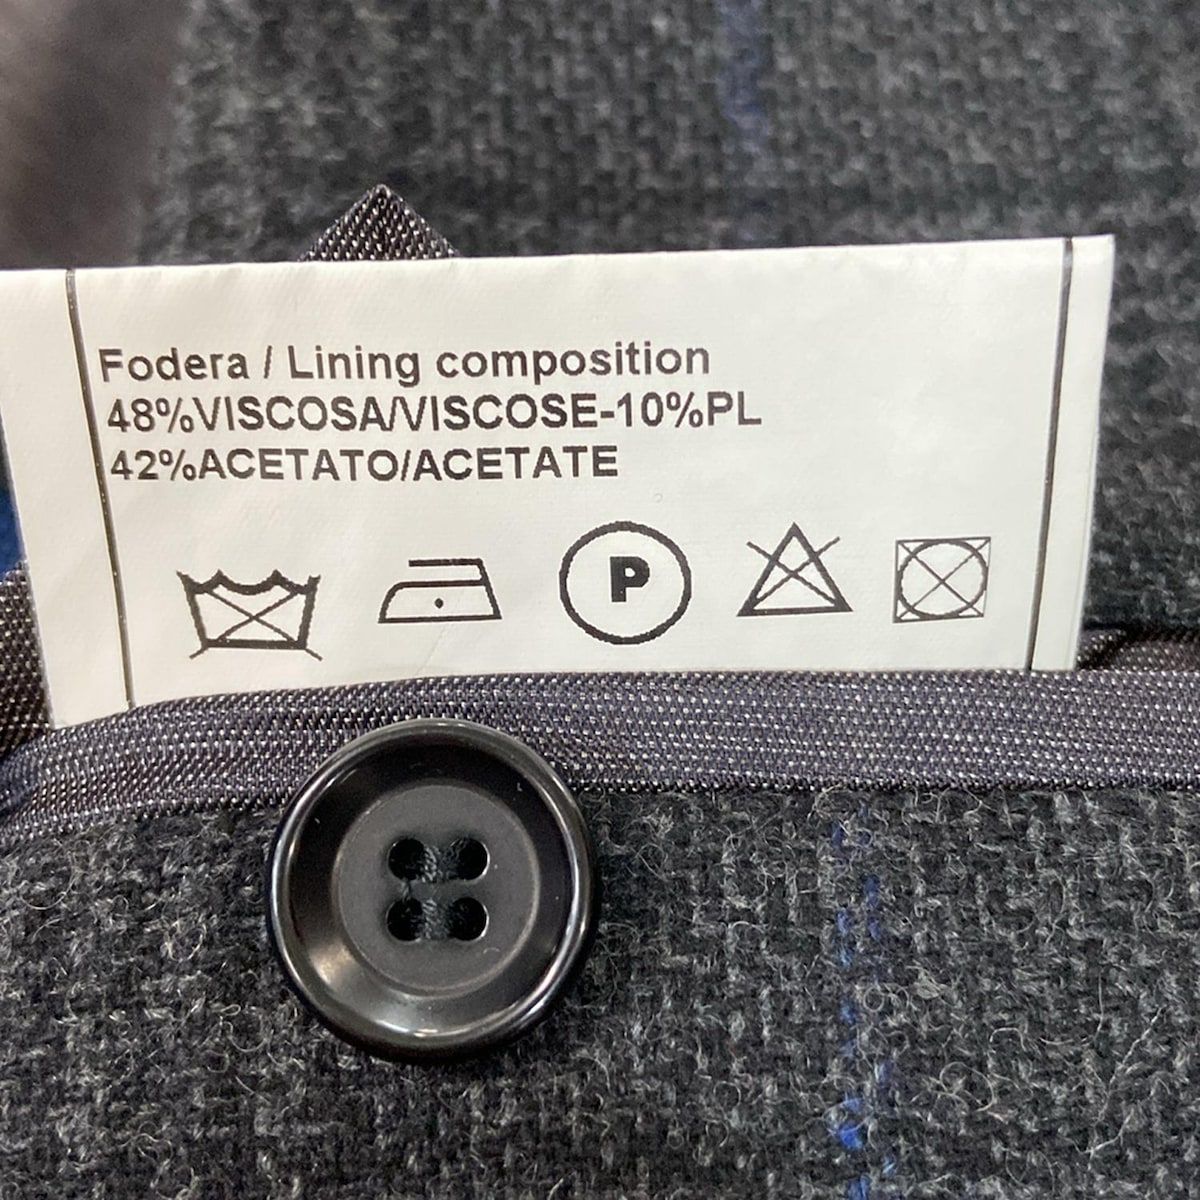 Fodera / Lining composition
48%VISCOSA/VISCOSE-10%PL
42%ACETATO/ACETATE
P